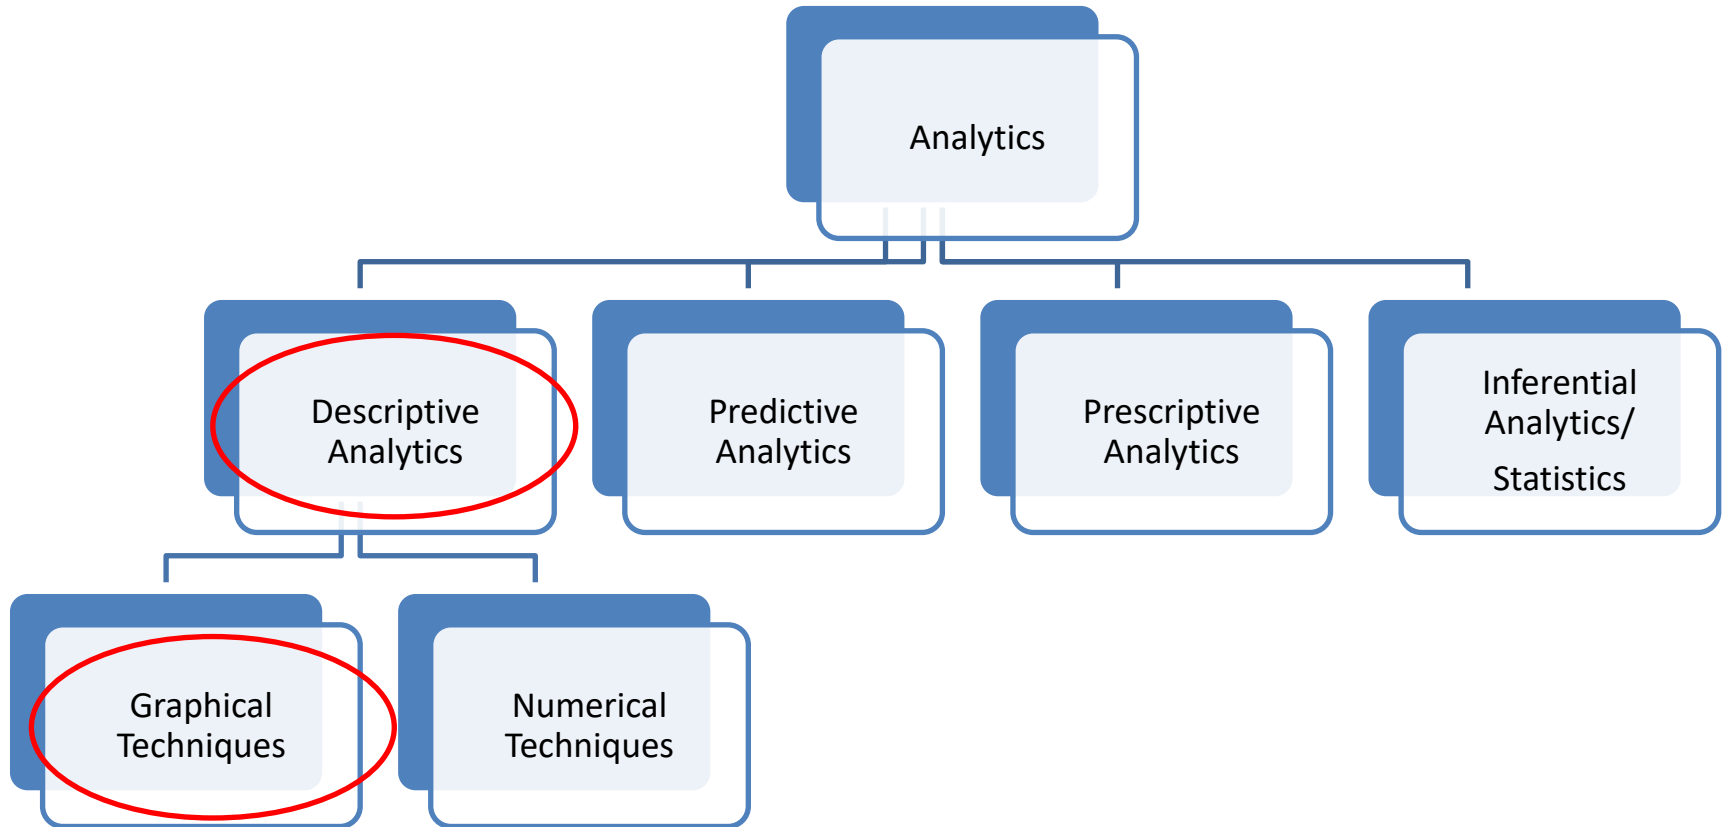 Analytics
Descriptive
Analytics
Predictive
Analytics
Prescriptive
Analytics
Inferential
Analytics/
Statistics
Graphical
Techniques
Numerical
Techniques